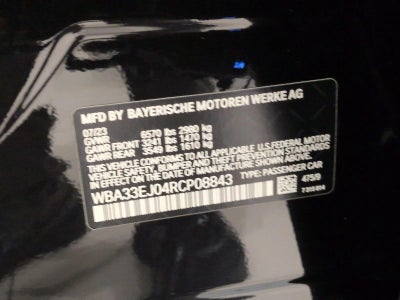 MFD BY BAYERISCHE MOTOREN WERKE AG
07/23
GVWR 6570 lbs 2980 kg
GAWR FRONT 3241 lbs 1470 kg
GAWR REAR 3549 lbs 1610 kg
THIS VEHICLE CONFORMS TO ALL APPLICABLE U.S. FEDERAL MOTOR
VEHICLE SAFETY, BUMPER AND THEFT PREVENTION STANDARDS
IN EFFECT ON THE DATE OF MANUFACTURE SHOWN ABOVE.
WBA33EJ04RCP08843 TYPE: PASSENGER CAR
475/9